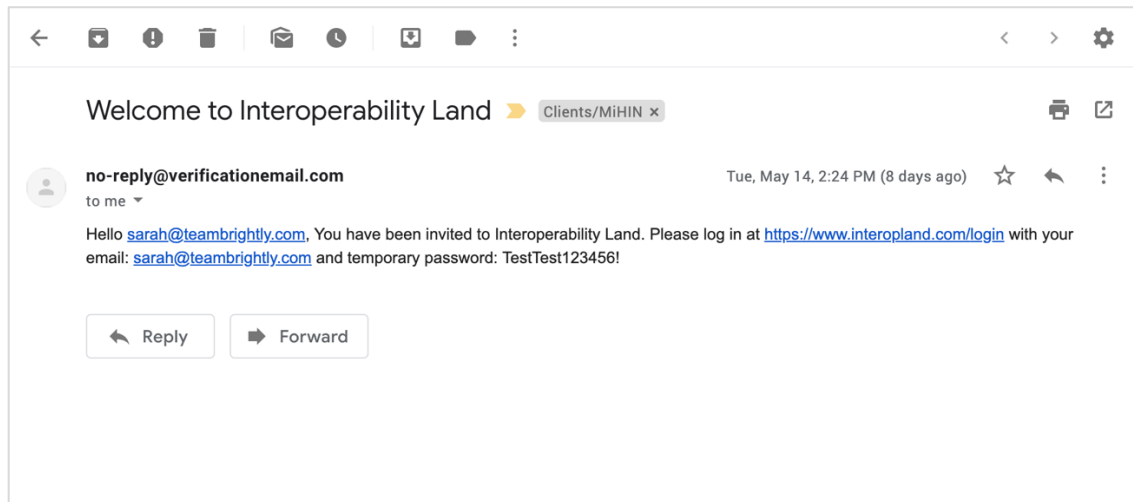 Welcome to Interoperability Land Clients/MiHIN ×
no-reply@verificationemail.com Tue, May 14, 2:24 PM (8 days ago)
to me
Hello sarah@teambrightly.com, You have been invited to Interoperability Land. Please log in at https://www.interopland.com/login with your
email: sarah@teambrightly.com and temporary password: TestTest123456!
Reply Forward